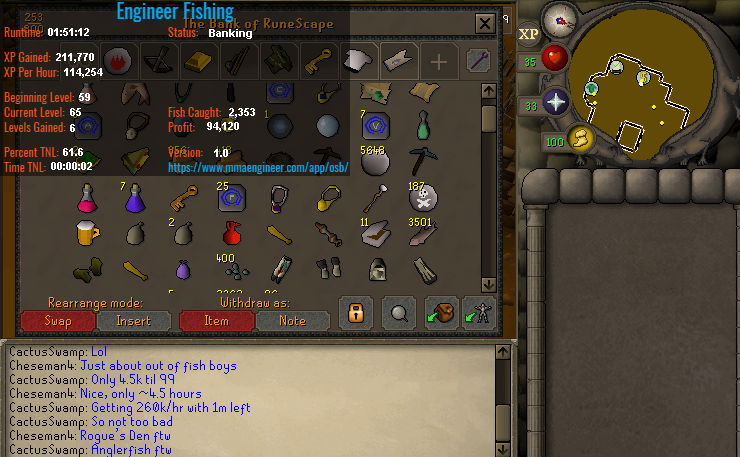 Engineer Fishing
253
The Bank of RuneScape
Runtime: 01:51:12
Status: Banking
XP Gained: 211,770
XP Per Hour: 114,254
Beginning Level: 59
Current Level: 65
Levels Gained: 6
Fish Caught: 2,353
Profit: 94,120
Percent TNL: 61.6
Version: 1.0
Time TNL: 00:00:02
https://www.mmaengineer.com/app/osb/
1
7
5648
7
25
187
2
11
3501
400
Rearrange mode:
Withdraw as:
Swap
Insert
Item
Note
XP
35
33
100
CactusSwamp: Lol
Cheseman4: Just about out of fish boys
CactusSwamp: Only 4.5k til 99
Cheseman4: Nice, only ~4.5 hours
CactusSwamp: Getting 260k/hr with 1m left
CactusSwamp: So not too bad
Cheseman4: Rogue's Den ftw
CactusSwamp: Anglerfish ftw